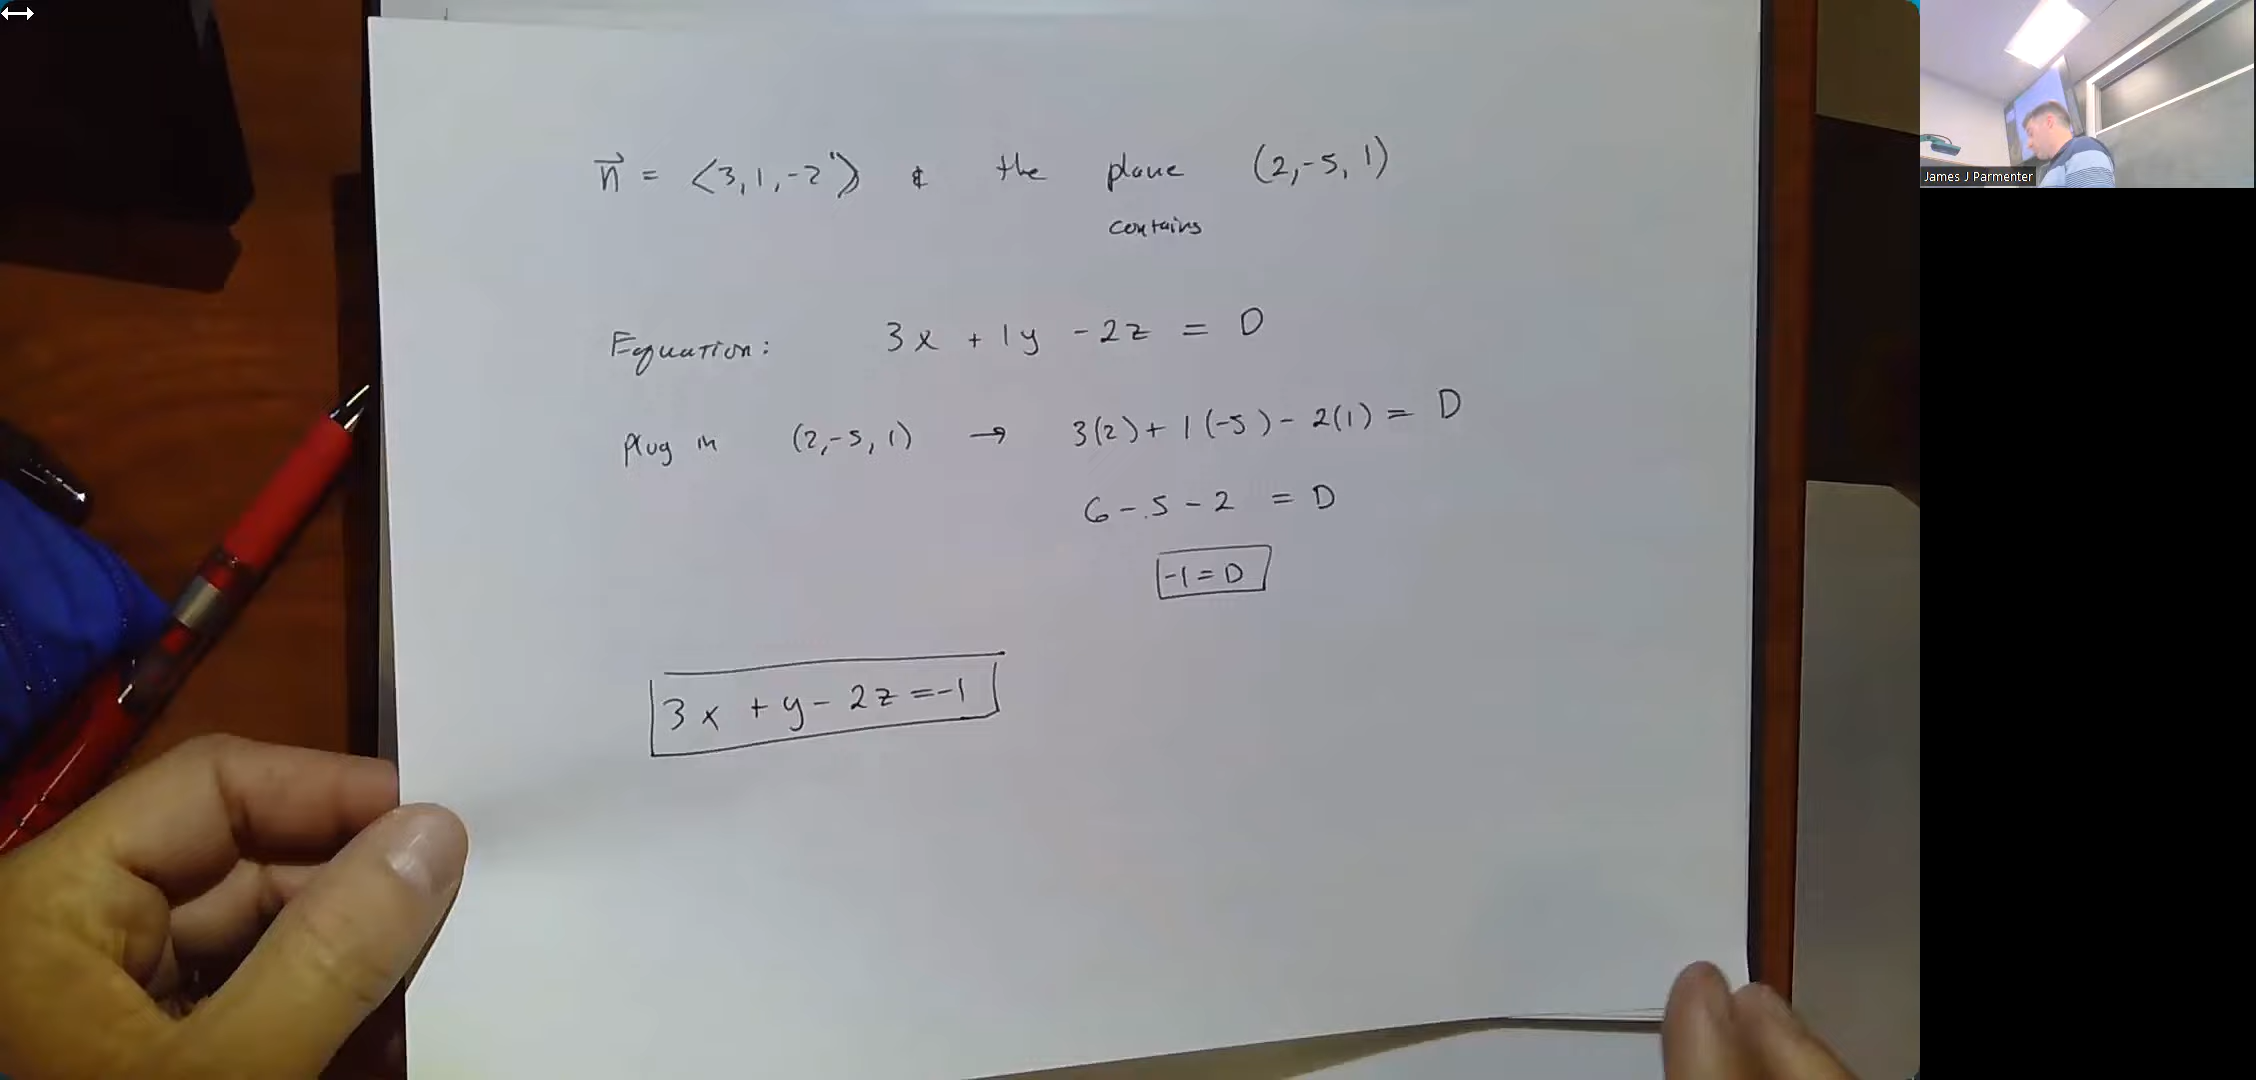 n⃗ = ⟨3, 1, -2⟩ & the plane (2, -5, 1)
contains
Equation: 3x + 1y - 2z = D
Plug in (2, -5, 1) → 3(2) + 1(-5) - 2(1) = D
6 - 5 - 2 = D
-1 = D
3x + y - 2z = -1
James J Parmenter